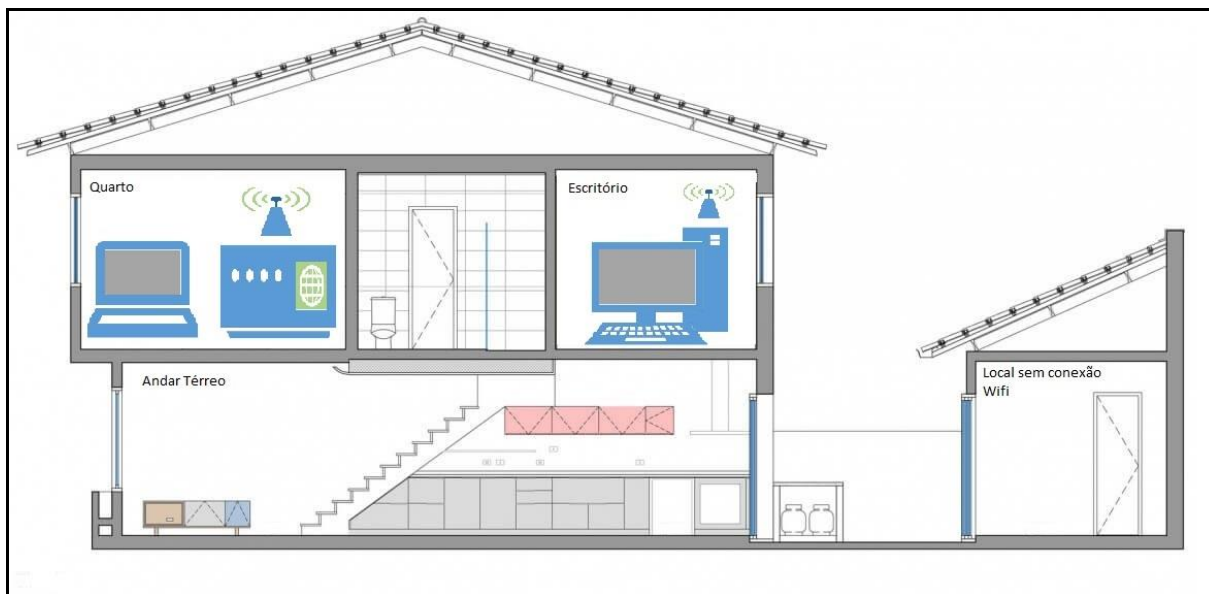 Quarto
Escritório
Andar Térreo
Local sem conexão
Wifi